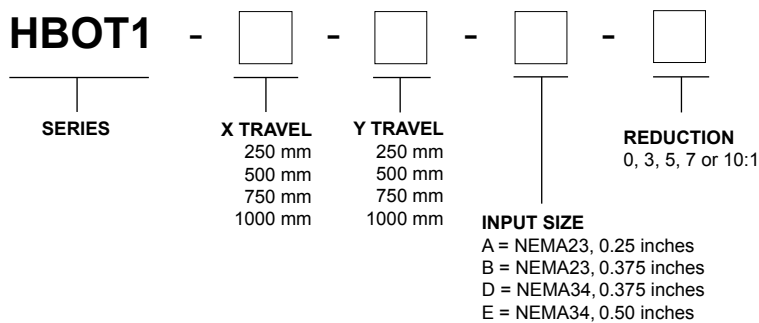 HBOT1 - - - -
SERIES
X TRAVEL
250 mm
500 mm
750 mm
1000 mm
Y TRAVEL
250 mm
500 mm
750 mm
1000 mm
INPUT SIZE
A = NEMA23, 0.25 inches
B = NEMA23, 0.375 inches
D = NEMA34, 0.375 inches
E = NEMA34, 0.50 inches
REDUCTION
0, 3, 5, 7 or 10:1